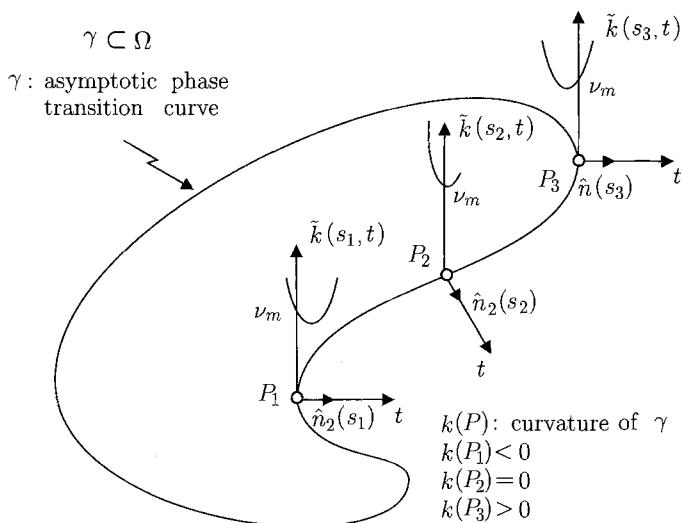 γ ⊂ Ω
γ: asymptotic phase
transition curve
k̃(s₃,t)
ν_m
P₃
n̂(s₃)
t
k̃(s₂,t)
ν_m
P₂
n̂₂(s₂)
t
k̃(s₁,t)
ν_m
P₁
n̂₂(s₁)
t
k(P): curvature of γ
k(P₁)<0
k(P₂)=0
k(P₃)>0